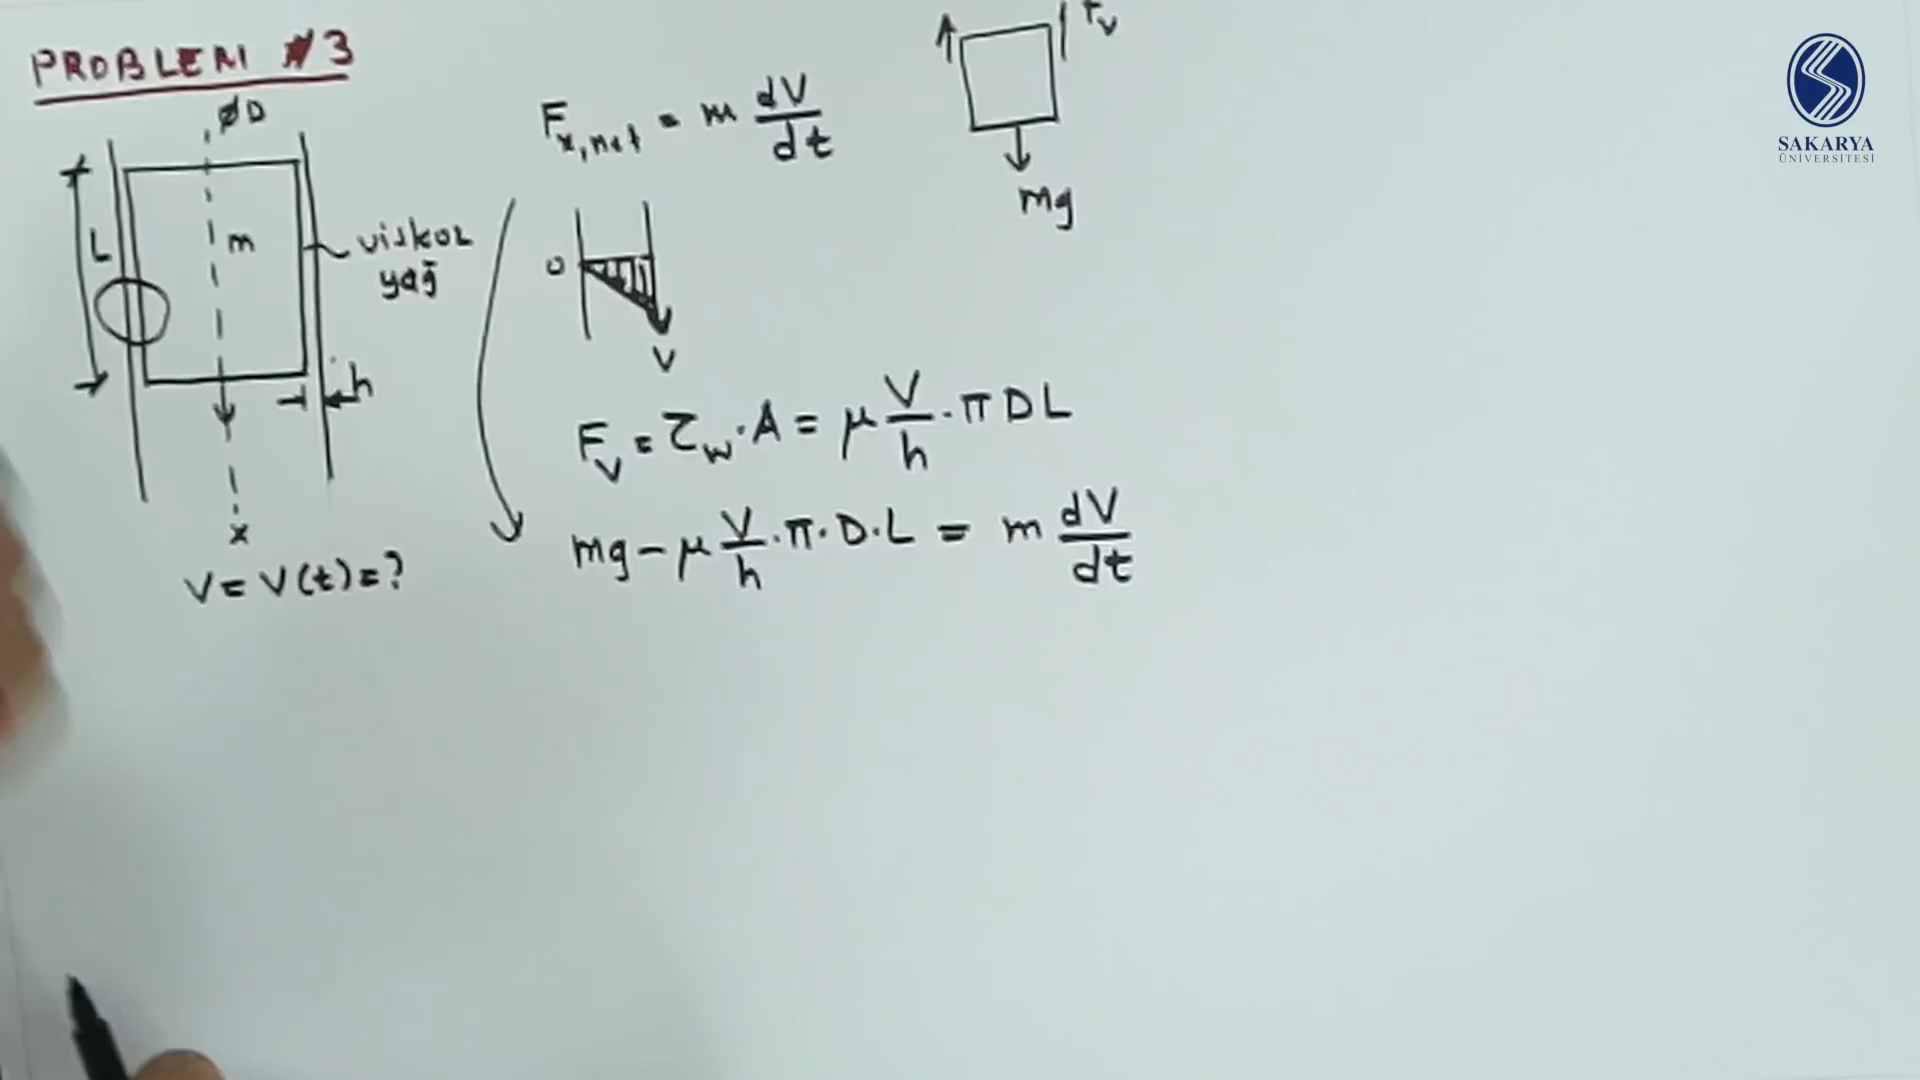 PROBLEM #3
ØD
L
m
viskoz
yağ
h
x
V = V(t) = ?
F_x,net = m dV/dt
F_v
mg
0
V
F_v = τ_w · A = μ V/h · π D L
mg - μ V/h · π · D · L = m dV/dt
SAKARYA
ÜNİVERSİTESİ